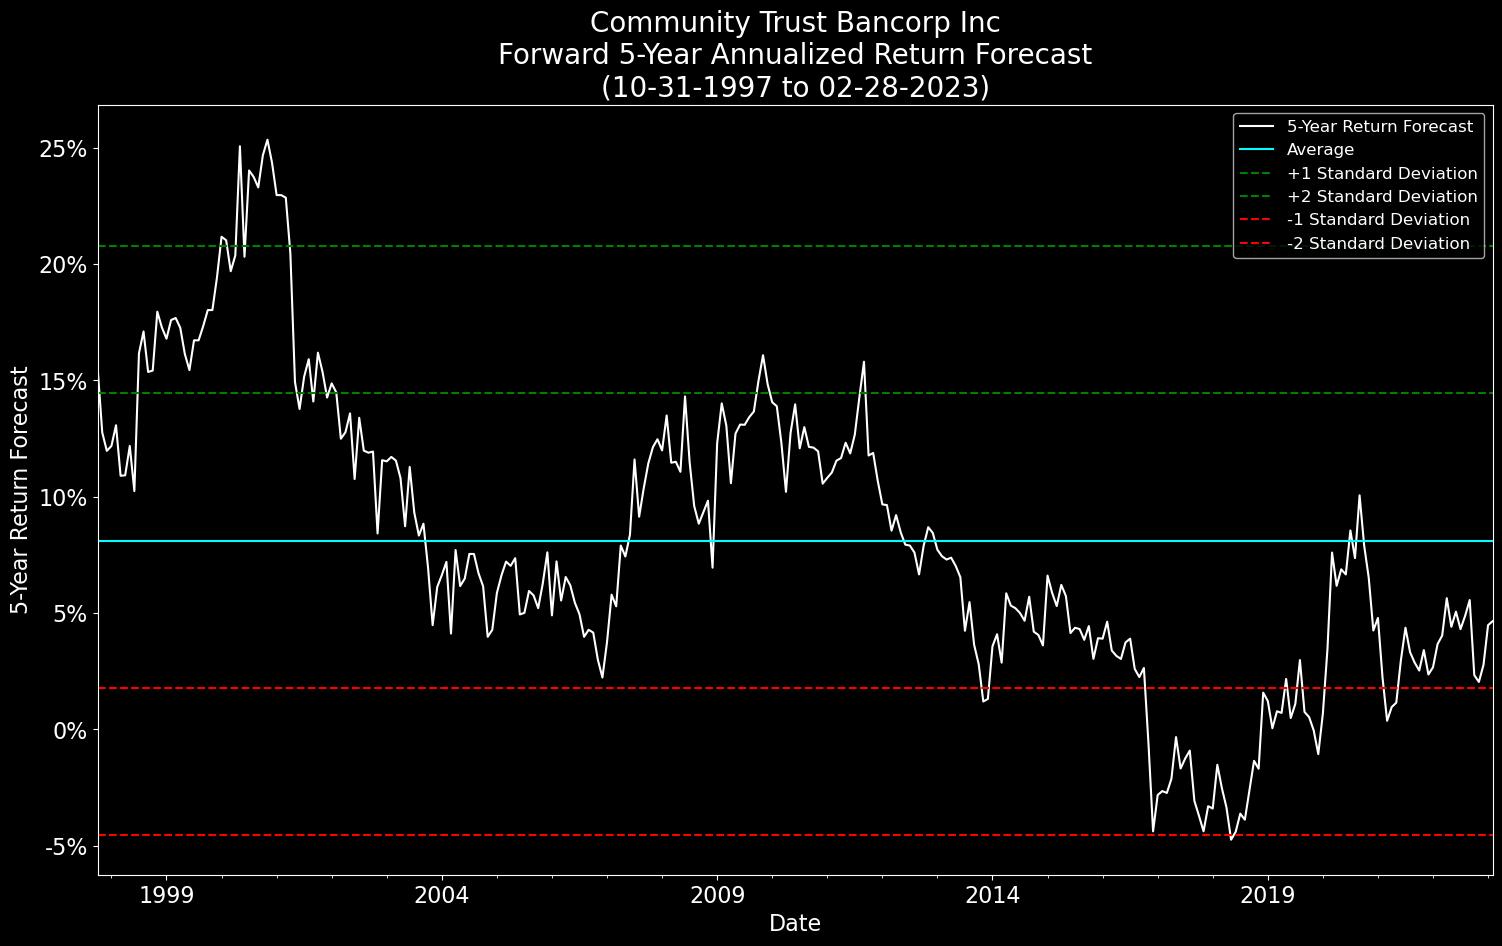 Community Trust Bancorp Inc
Forward 5-Year Annualized Return Forecast
(10-31-1997 to 02-28-2023)
5-Year Return Forecast
Average
+1 Standard Deviation
+2 Standard Deviation
-1 Standard Deviation
-2 Standard Deviation
25%
20%
15%
10%
5%
0%
-5%
5-Year Return Forecast
1999
2004
2009
2014
2019
Date